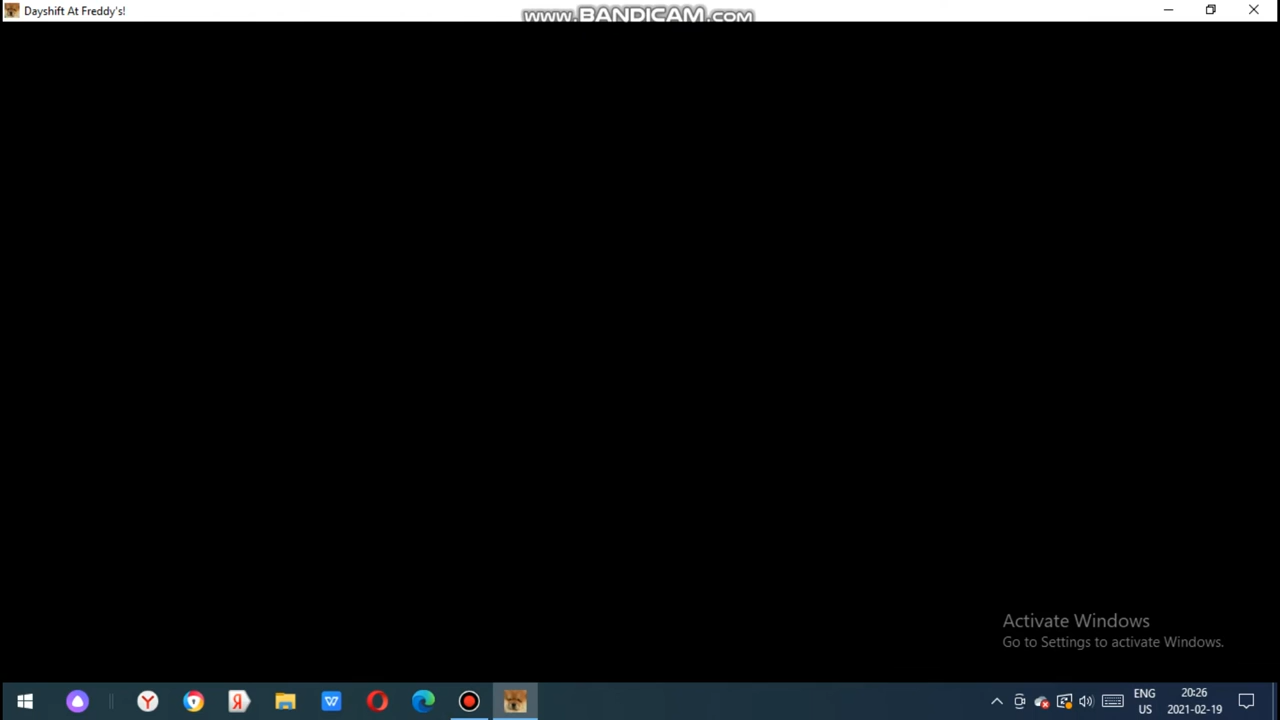 Dayshift At Freddy's!
WWW.BANDICAM.COM
Activate Windows
Go to Settings to activate Windows.
ENG
US
20:26
2021-02-19